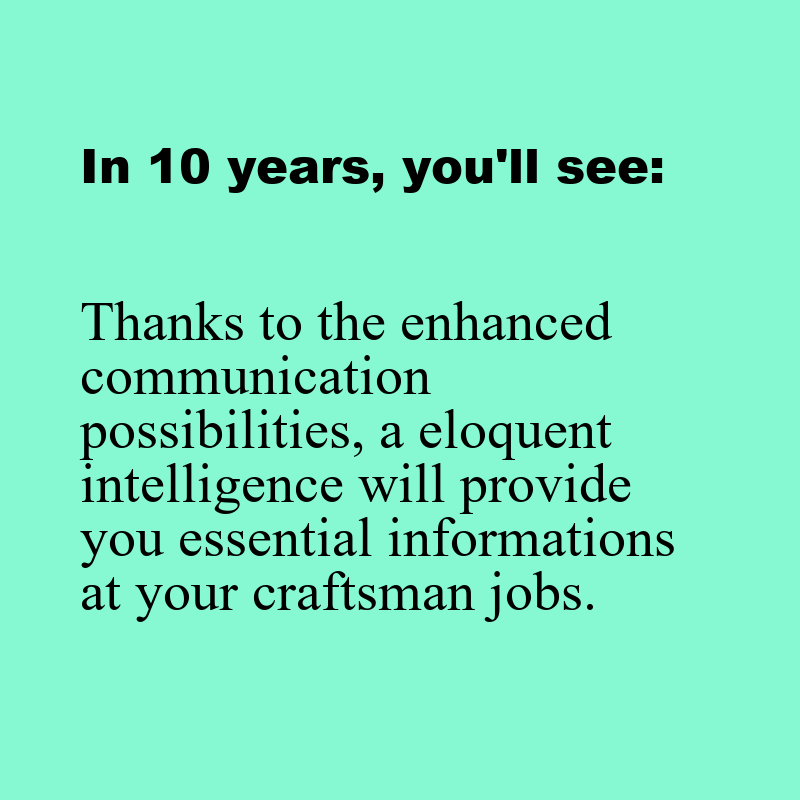 In 10 years, you'll see:
Thanks to the enhanced
communication
possibilities, a eloquent
intelligence will provide
you essential informations
at your craftsman jobs.